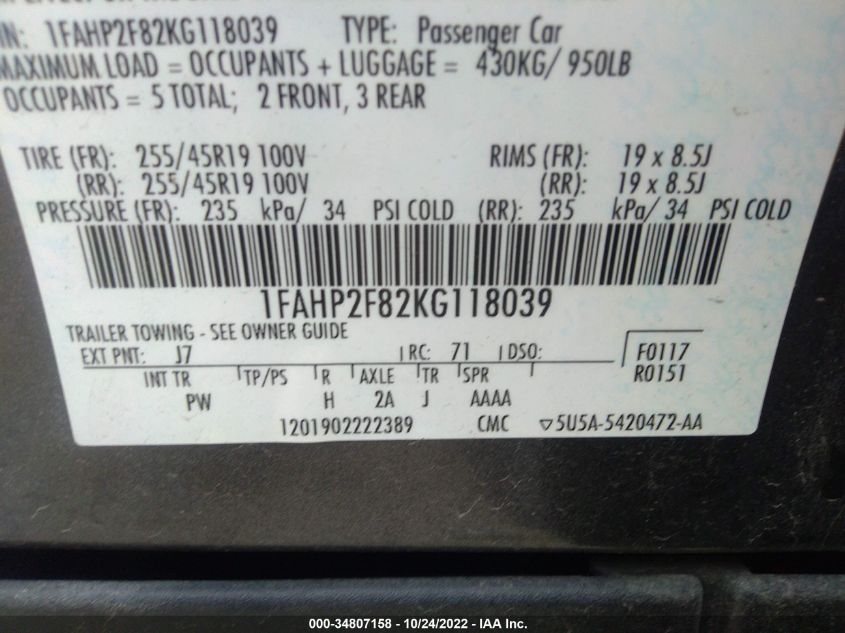 IN: 1FAHP2F82KG118039 TYPE: Passenger Car
MAXIMUM LOAD = OCCUPANTS + LUGGAGE = 430KG/ 950LB
OCCUPANTS = 5 TOTAL; 2 FRONT, 3 REAR
TIRE (FR): 255/45R19 100V RIMS (FR): 19 x 8.5J
(RR): 255/45R19 100V (RR): 19 x 8.5J
PRESSURE (FR): 235 kPa/ 34 PSI COLD (RR): 235 kPa/ 34 PSI COLD
1FAHP2F82KG118039
TRAILER TOWING - SEE OWNER GUIDE
EXT PNT: J7 RC: 71 DSO: F0117
R0151
INT TR TP/PS R AXLE TR SPR
PW H 2A J AAAA
1201902222389 CMC ▽5U5A-5420472-AA
000-34807158 - 10/24/2022 - IAA Inc.